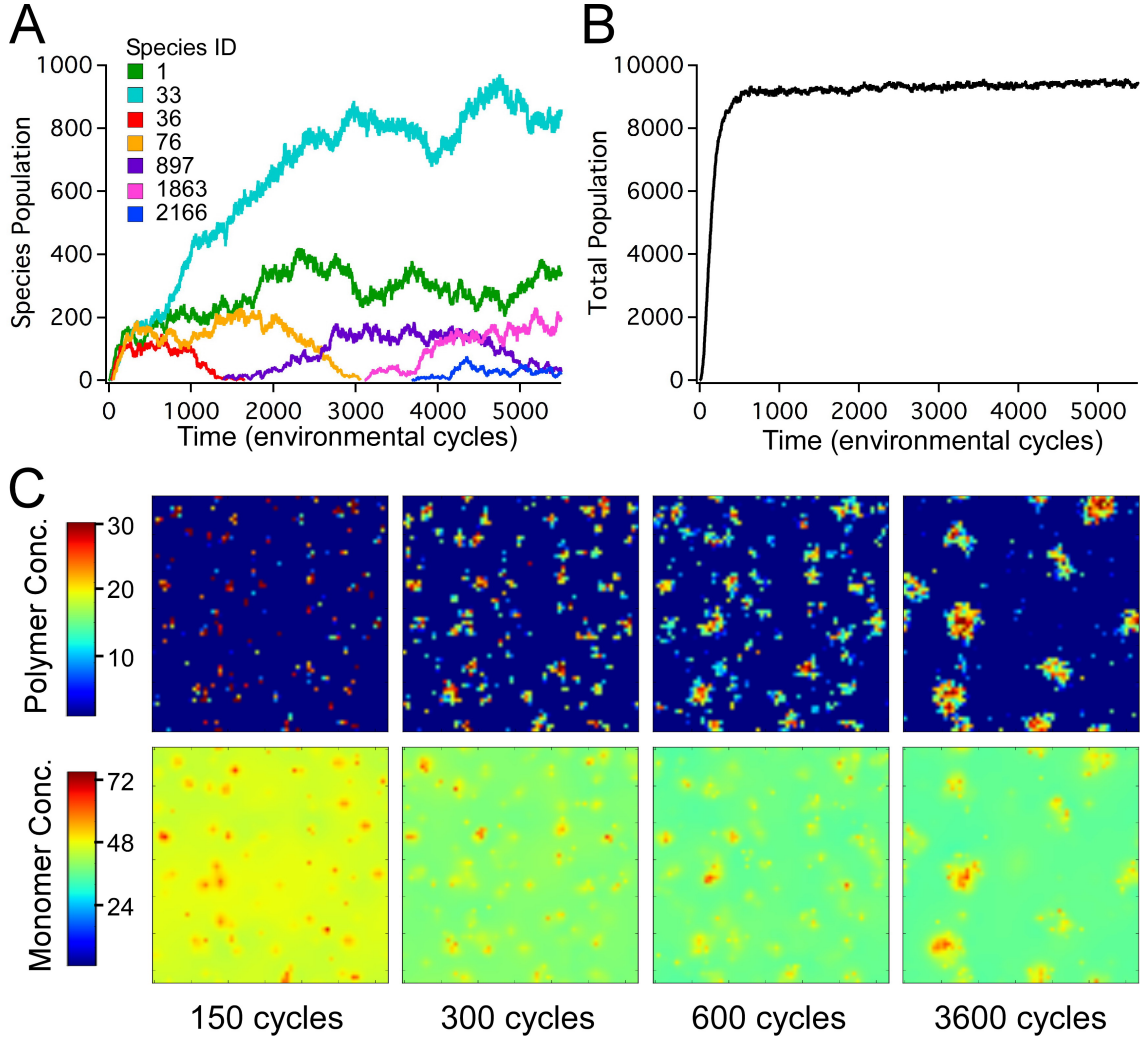 A
Species ID
1
33
36
76
897
1863
2166
Species Population
1000
800
600
400
200
0
0 1000 2000 3000 4000 5000
Time (environmental cycles)
B
Total Population
10000
8000
6000
4000
2000
0
0 1000 2000 3000 4000 5000
Time (environmental cycles)
C
Polymer Conc.
30
20
10
Monomer Conc.
72
48
24
150 cycles 300 cycles 600 cycles 3600 cycles